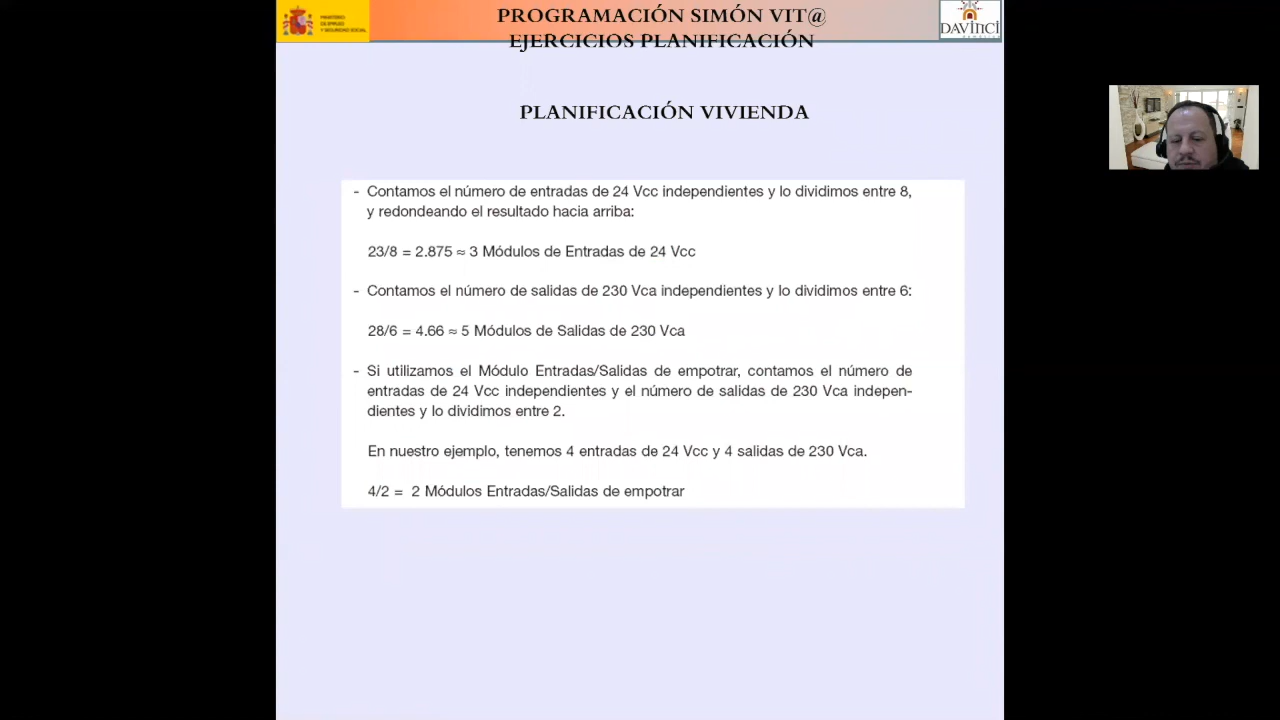 MINISTERIO
DE EMPLEO
Y SEGURIDAD SOCIAL
PROGRAMACIÓN SIMÓN VIT@
EJERCICIOS PLANIFICACIÓN
DAVINCI
PLANIFICACIÓN VIVIENDA
- Contamos el número de entradas de 24 Vcc independientes y lo dividimos entre 8,
y redondeando el resultado hacia arriba:
23/8 = 2.875 ≈ 3 Módulos de Entradas de 24 Vcc
- Contamos el número de salidas de 230 Vca independientes y lo dividimos entre 6:
28/6 = 4.66 ≈ 5 Módulos de Salidas de 230 Vca
- Si utilizamos el Módulo Entradas/Salidas de empotrar, contamos el número de
entradas de 24 Vcc independientes y el número de salidas de 230 Vca indepen-
dientes y lo dividimos entre 2.
En nuestro ejemplo, tenemos 4 entradas de 24 Vcc y 4 salidas de 230 Vca.
4/2 = 2 Módulos Entradas/Salidas de empotrar